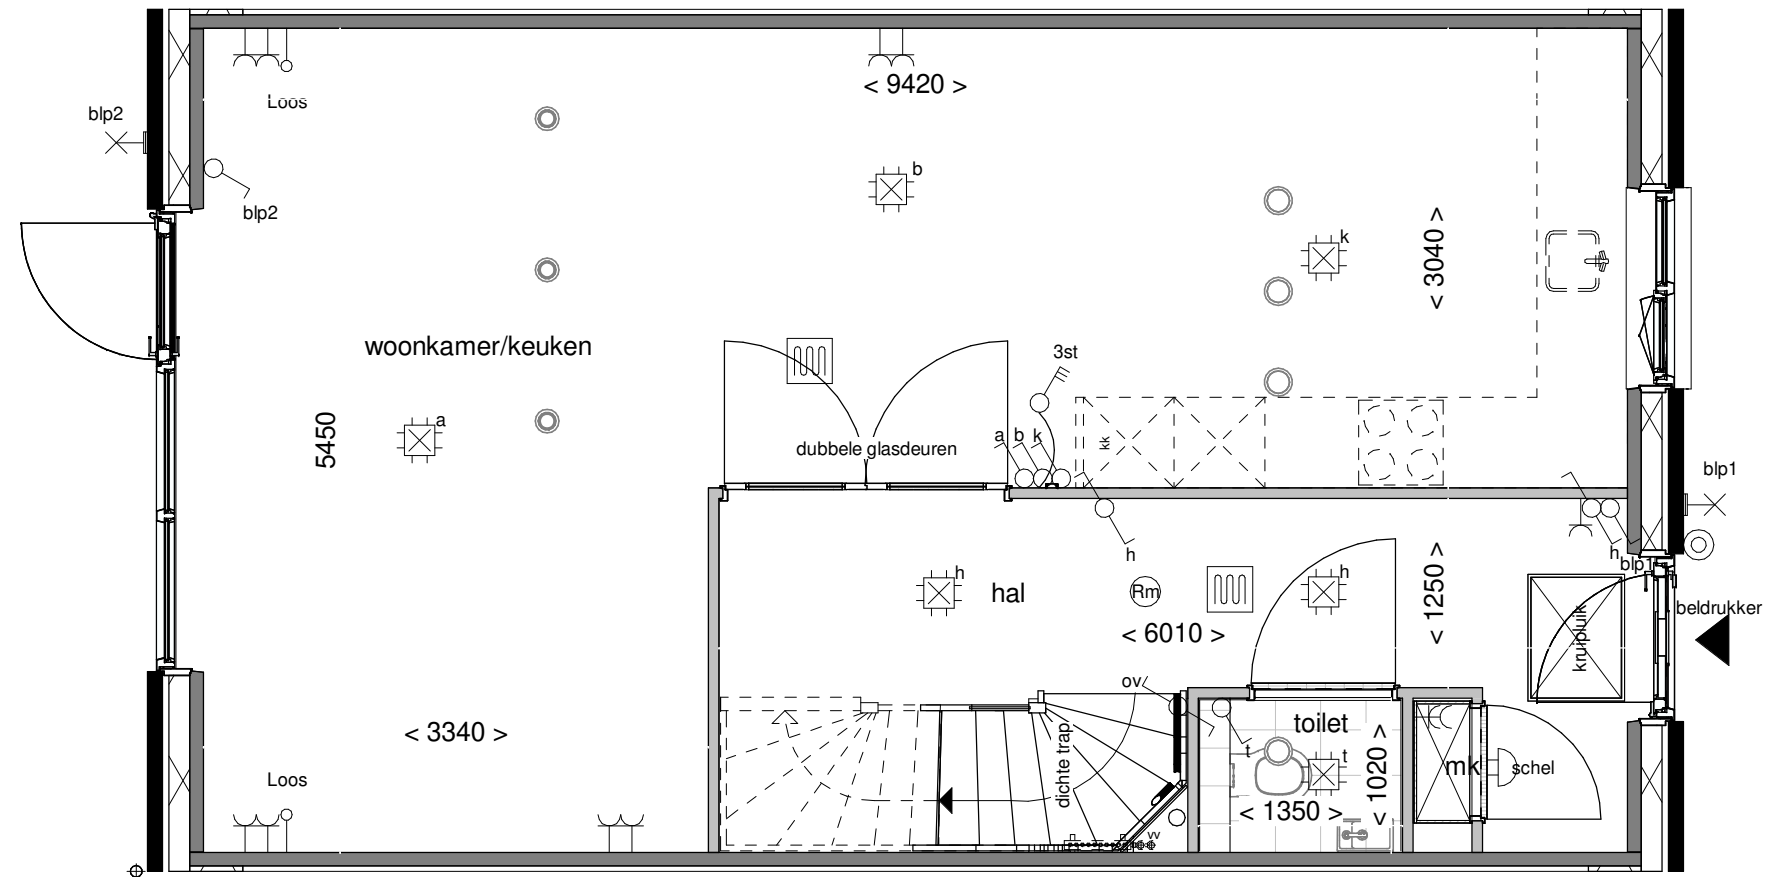 Loos
< 9420 >
blp2
b
blp2
k
< 3040 >
woonkamer/keuken
3st
a
5450
dubbele glasdeuren
a b k
kk
blp1
h
h
blp1
h
hal
Rm
h
< 1250 >
< 6010 >
kruipluik
beldrukker
ov
toilet
< 3340 >
dichte trap
t
t
< 1020 >
mk
schel
Loos
< 1350 >
vv